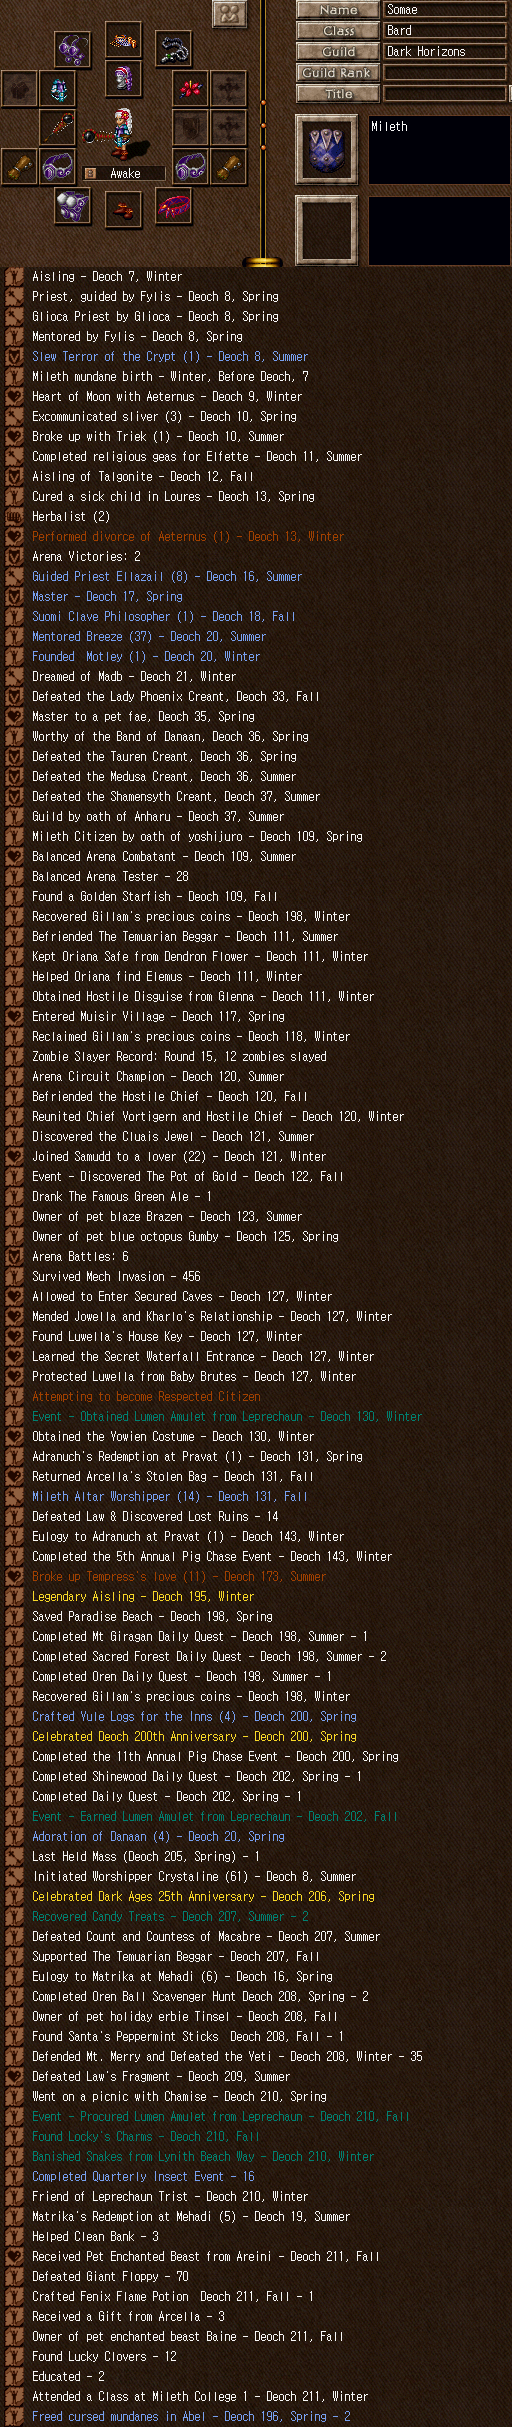 Name
Somae
Class
Bard
Guild
Dark Horizons
Guild Rank
Title
Mileth
Awake
Aisling - Deoch 7, Winter
Priest, guided by Fylis - Deoch 8, Spring
Glioca Priest by Glioca - Deoch 8, Spring
Mentored by Fylis - Deoch 8, Spring
Slew Terror of the Crypt (1) - Deoch 8, Summer
Mileth mundane birth - Winter, Before Deoch, 7
Heart of Moon with Aeternus - Deoch 9, Winter
Excommunicated sliver (3) - Deoch 10, Spring
Broke up with Triek (1) - Deoch 10, Summer
Completed religious geas for Elfette - Deoch 11, Summer
Aisling of Talgonite - Deoch 12, Fall
Cured a sick child in Loures - Deoch 13, Spring
Herbalist (2)
Performed divorce of Aeternus (1) - Deoch 13, Winter
Arena Victories: 2
Guided Priest Ellazail (8) - Deoch 16, Summer
Master - Deoch 17, Spring
Suomi Clave Philosopher (1) - Deoch 18, Fall
Mentored Breeze (37) - Deoch 20, Summer
Founded  Motley (1) - Deoch 20, Winter
Dreamed of Madb - Deoch 21, Winter
Defeated the Lady Phoenix Creant, Deoch 33, Fall
Master to a pet fae, Deoch 35, Spring
Worthy of the Band of Danaan, Deoch 36, Spring
Defeated the Tauren Creant, Deoch 36, Spring
Defeated the Medusa Creant, Deoch 36, Summer
Defeated the Shamensyth Creant, Deoch 37, Summer
Guild by oath of Anharu - Deoch 37, Summer
Mileth Citizen by oath of yoshijuro - Deoch 109, Spring
Balanced Arena Combatant - Deoch 109, Summer
Balanced Arena Tester - 28
Found a Golden Starfish - Deoch 109, Fall
Recovered Gillam's precious coins - Deoch 198, Winter
Befriended The Temuarian Beggar - Deoch 111, Summer
Kept Oriana Safe from Dendron Flower - Deoch 111, Winter
Helped Oriana find Elemus - Deoch 111, Winter
Obtained Hostile Disguise from Glenna - Deoch 111, Winter
Entered Muisir Village - Deoch 117, Spring
Reclaimed Gillam's precious coins - Deoch 118, Winter
Zombie Slayer Record: Round 15, 12 zombies slayed
Arena Circuit Champion - Deoch 120, Summer
Befriended the Hostile Chief - Deoch 120, Fall
Reunited Chief Vortigern and Hostile Chief - Deoch 120, Winter
Discovered the Cluais Jewel - Deoch 121, Summer
Joined Samudd to a lover (22) - Deoch 121, Winter
Event - Discovered The Pot of Gold - Deoch 122, Fall
Drank The Famous Green Ale - 1
Owner of pet blaze Brazen - Deoch 123, Summer
Owner of pet blue octopus Gumby - Deoch 125, Spring
Arena Battles: 6
Survived Mech Invasion - 456
Allowed to Enter Secured Caves - Deoch 127, Winter
Mended Jowella and Kharlo's Relationship - Deoch 127, Winter
Found Luwella's House Key - Deoch 127, Winter
Learned the Secret Waterfall Entrance - Deoch 127, Winter
Protected Luwella from Baby Brutes - Deoch 127, Winter
Attempting to become Respected Citizen
Event - Obtained Lumen Amulet from Leprechaun - Deoch 130, Winter
Obtained the Yowien Costume - Deoch 130, Winter
Adranuch's Redemption at Pravat (1) - Deoch 131, Spring
Returned Arcella's Stolen Bag - Deoch 131, Fall
Mileth Altar Worshipper (14) - Deoch 131, Fall
Defeated Law & Discovered Lost Ruins - 14
Eulogy to Adranuch at Pravat (1) - Deoch 143, Winter
Completed the 5th Annual Pig Chase Event - Deoch 143, Winter
Broke up Tempress`s love (11) - Deoch 173, Summer
Legendary Aisling - Deoch 195, Winter
Saved Paradise Beach - Deoch 198, Spring
Completed Mt Giragan Daily Quest - Deoch 198, Summer - 1
Completed Sacred Forest Daily Quest - Deoch 198, Summer - 2
Completed Oren Daily Quest - Deoch 198, Summer - 1
Recovered Gillam's precious coins - Deoch 198, Winter
Crafted Yule Logs for the Inns (4) - Deoch 200, Spring
Celebrated Deoch 200th Anniversary - Deoch 200, Spring
Completed the 11th Annual Pig Chase Event - Deoch 200, Spring
Completed Shinewood Daily Quest - Deoch 202, Spring - 1
Completed Daily Quest - Deoch 202, Spring - 1
Event - Earned Lumen Amulet from Leprechaun - Deoch 202, Fall
Adoration of Danaan (4) - Deoch 20, Spring
Last Held Mass (Deoch 205, Spring) - 1
Initiated Worshipper Crystaline (61) - Deoch 8, Summer
Celebrated Dark Ages 25th Anniversary - Deoch 206, Spring
Recovered Candy Treats - Deoch 207, Summer - 2
Defeated Count and Countess of Macabre - Deoch 207, Summer
Supported The Temuarian Beggar - Deoch 207, Fall
Eulogy to Matrika at Mehadi (6) - Deoch 16, Spring
Completed Oren Ball Scavenger Hunt Deoch 208, Spring - 2
Owner of pet holiday erbie Tinsel - Deoch 208, Fall
Found Santa's Peppermint Sticks  Deoch 208, Fall - 1
Defended Mt. Merry and Defeated the Yeti - Deoch 208, Winter - 35
Defeated Law's Fragment - Deoch 209, Summer
Went on a picnic with Chamise - Deoch 210, Spring
Event - Procured Lumen Amulet from Leprechaun - Deoch 210, Fall
Found Locky's Charms - Deoch 210, Fall
Banished Snakes from Lynith Beach Way - Deoch 210, Winter
Completed Quarterly Insect Event - 16
Friend of Leprechaun Trist - Deoch 210, Winter
Matrika's Redemption at Mehadi (5) - Deoch 19, Summer
Helped Clean Bank - 3
Received Pet Enchanted Beast from Areini - Deoch 211, Fall
Defeated Giant Floppy - 70
Crafted Fenix Flame Potion  Deoch 211, Fall - 1
Received a Gift from Arcella - 3
Owner of pet enchanted beast Baine - Deoch 211, Fall
Found Lucky Clovers - 12
Educated - 2
Attended a Class at Mileth College 1 - Deoch 211, Winter
Freed cursed mundanes in Abel - Deoch 196, Spring - 2